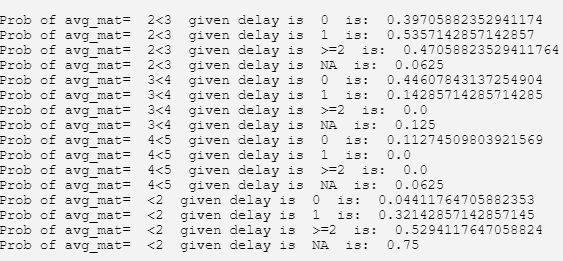 Prob of avg_mat=  2<3  given delay is  0  is:  0.39705882352941174
Prob of avg_mat=  2<3  given delay is  1  is:  0.5357142857142857
Prob of avg_mat=  2<3  given delay is  >=2  is:  0.47058823529411764
Prob of avg_mat=  2<3  given delay is  NA  is:  0.0625
Prob of avg_mat=  3<4  given delay is  0  is:  0.44607843137254904
Prob of avg_mat=  3<4  given delay is  1  is:  0.14285714285714285
Prob of avg_mat=  3<4  given delay is  >=2  is:  0.0
Prob of avg_mat=  3<4  given delay is  NA  is:  0.125
Prob of avg_mat=  4<5  given delay is  0  is:  0.11274509803921569
Prob of avg_mat=  4<5  given delay is  1  is:  0.0
Prob of avg_mat=  4<5  given delay is  >=2  is:  0.0
Prob of avg_mat=  4<5  given delay is  NA  is:  0.0625
Prob of avg_mat=  <2  given delay is  0  is:  0.04411764705882353
Prob of avg_mat=  <2  given delay is  1  is:  0.32142857142857145
Prob of avg_mat=  <2  given delay is  >=2  is:  0.5294117647058824
Prob of avg_mat=  <2  given delay is  NA  is:  0.75